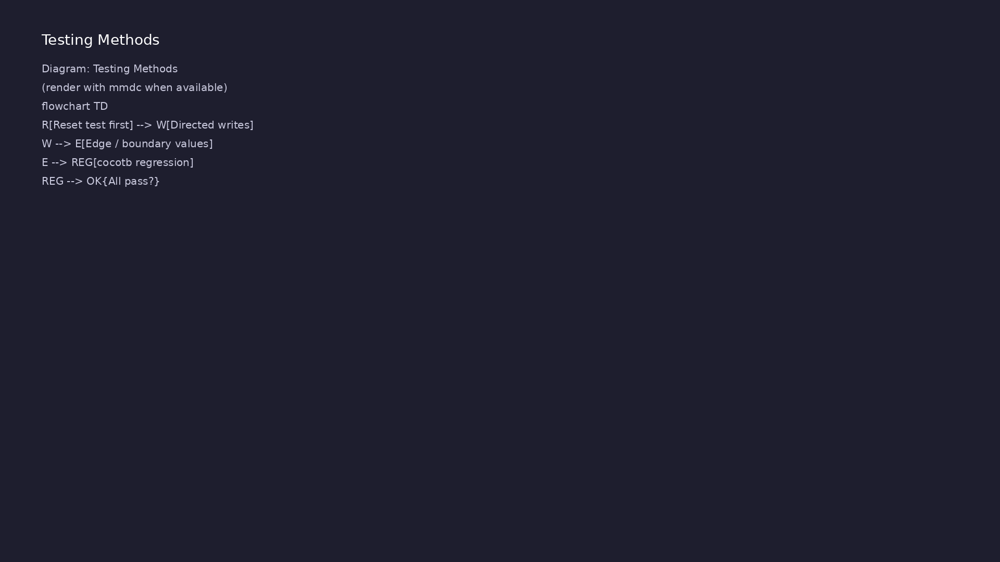 Testing Methods
Diagram: Testing Methods
(render with mmdc when available)
flowchart TD
R[Reset test first] --> W[Directed writes]
W --> E[Edge / boundary values]
E --> REG[cocotb regression]
REG --> OK{All pass?}